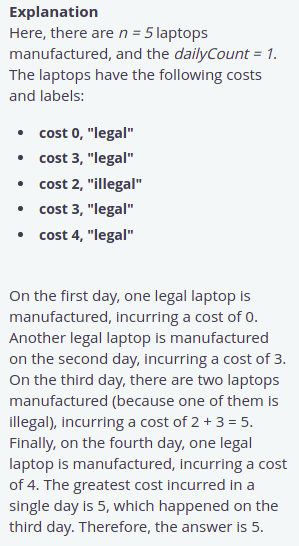 Explanation
Here, there are n = 5 laptops
manufactured, and the dailyCount = 1.
The laptops have the following costs
and labels:
• cost 0, "legal"
• cost 3, "legal"
• cost 2, "illegal"
• cost 3, "legal"
• cost 4, "legal"
On the first day, one legal laptop is
manufactured, incurring a cost of 0.
Another legal laptop is manufactured
on the second day, incurring a cost of 3.
On the third day, there are two laptops
manufactured (because one of them is
illegal), incurring a cost of 2 + 3 = 5.
Finally, on the fourth day, one legal
laptop is manufactured, incurring a cost
of 4. The greatest cost incurred in a
single day is 5, which happened on the
third day. Therefore, the answer is 5.